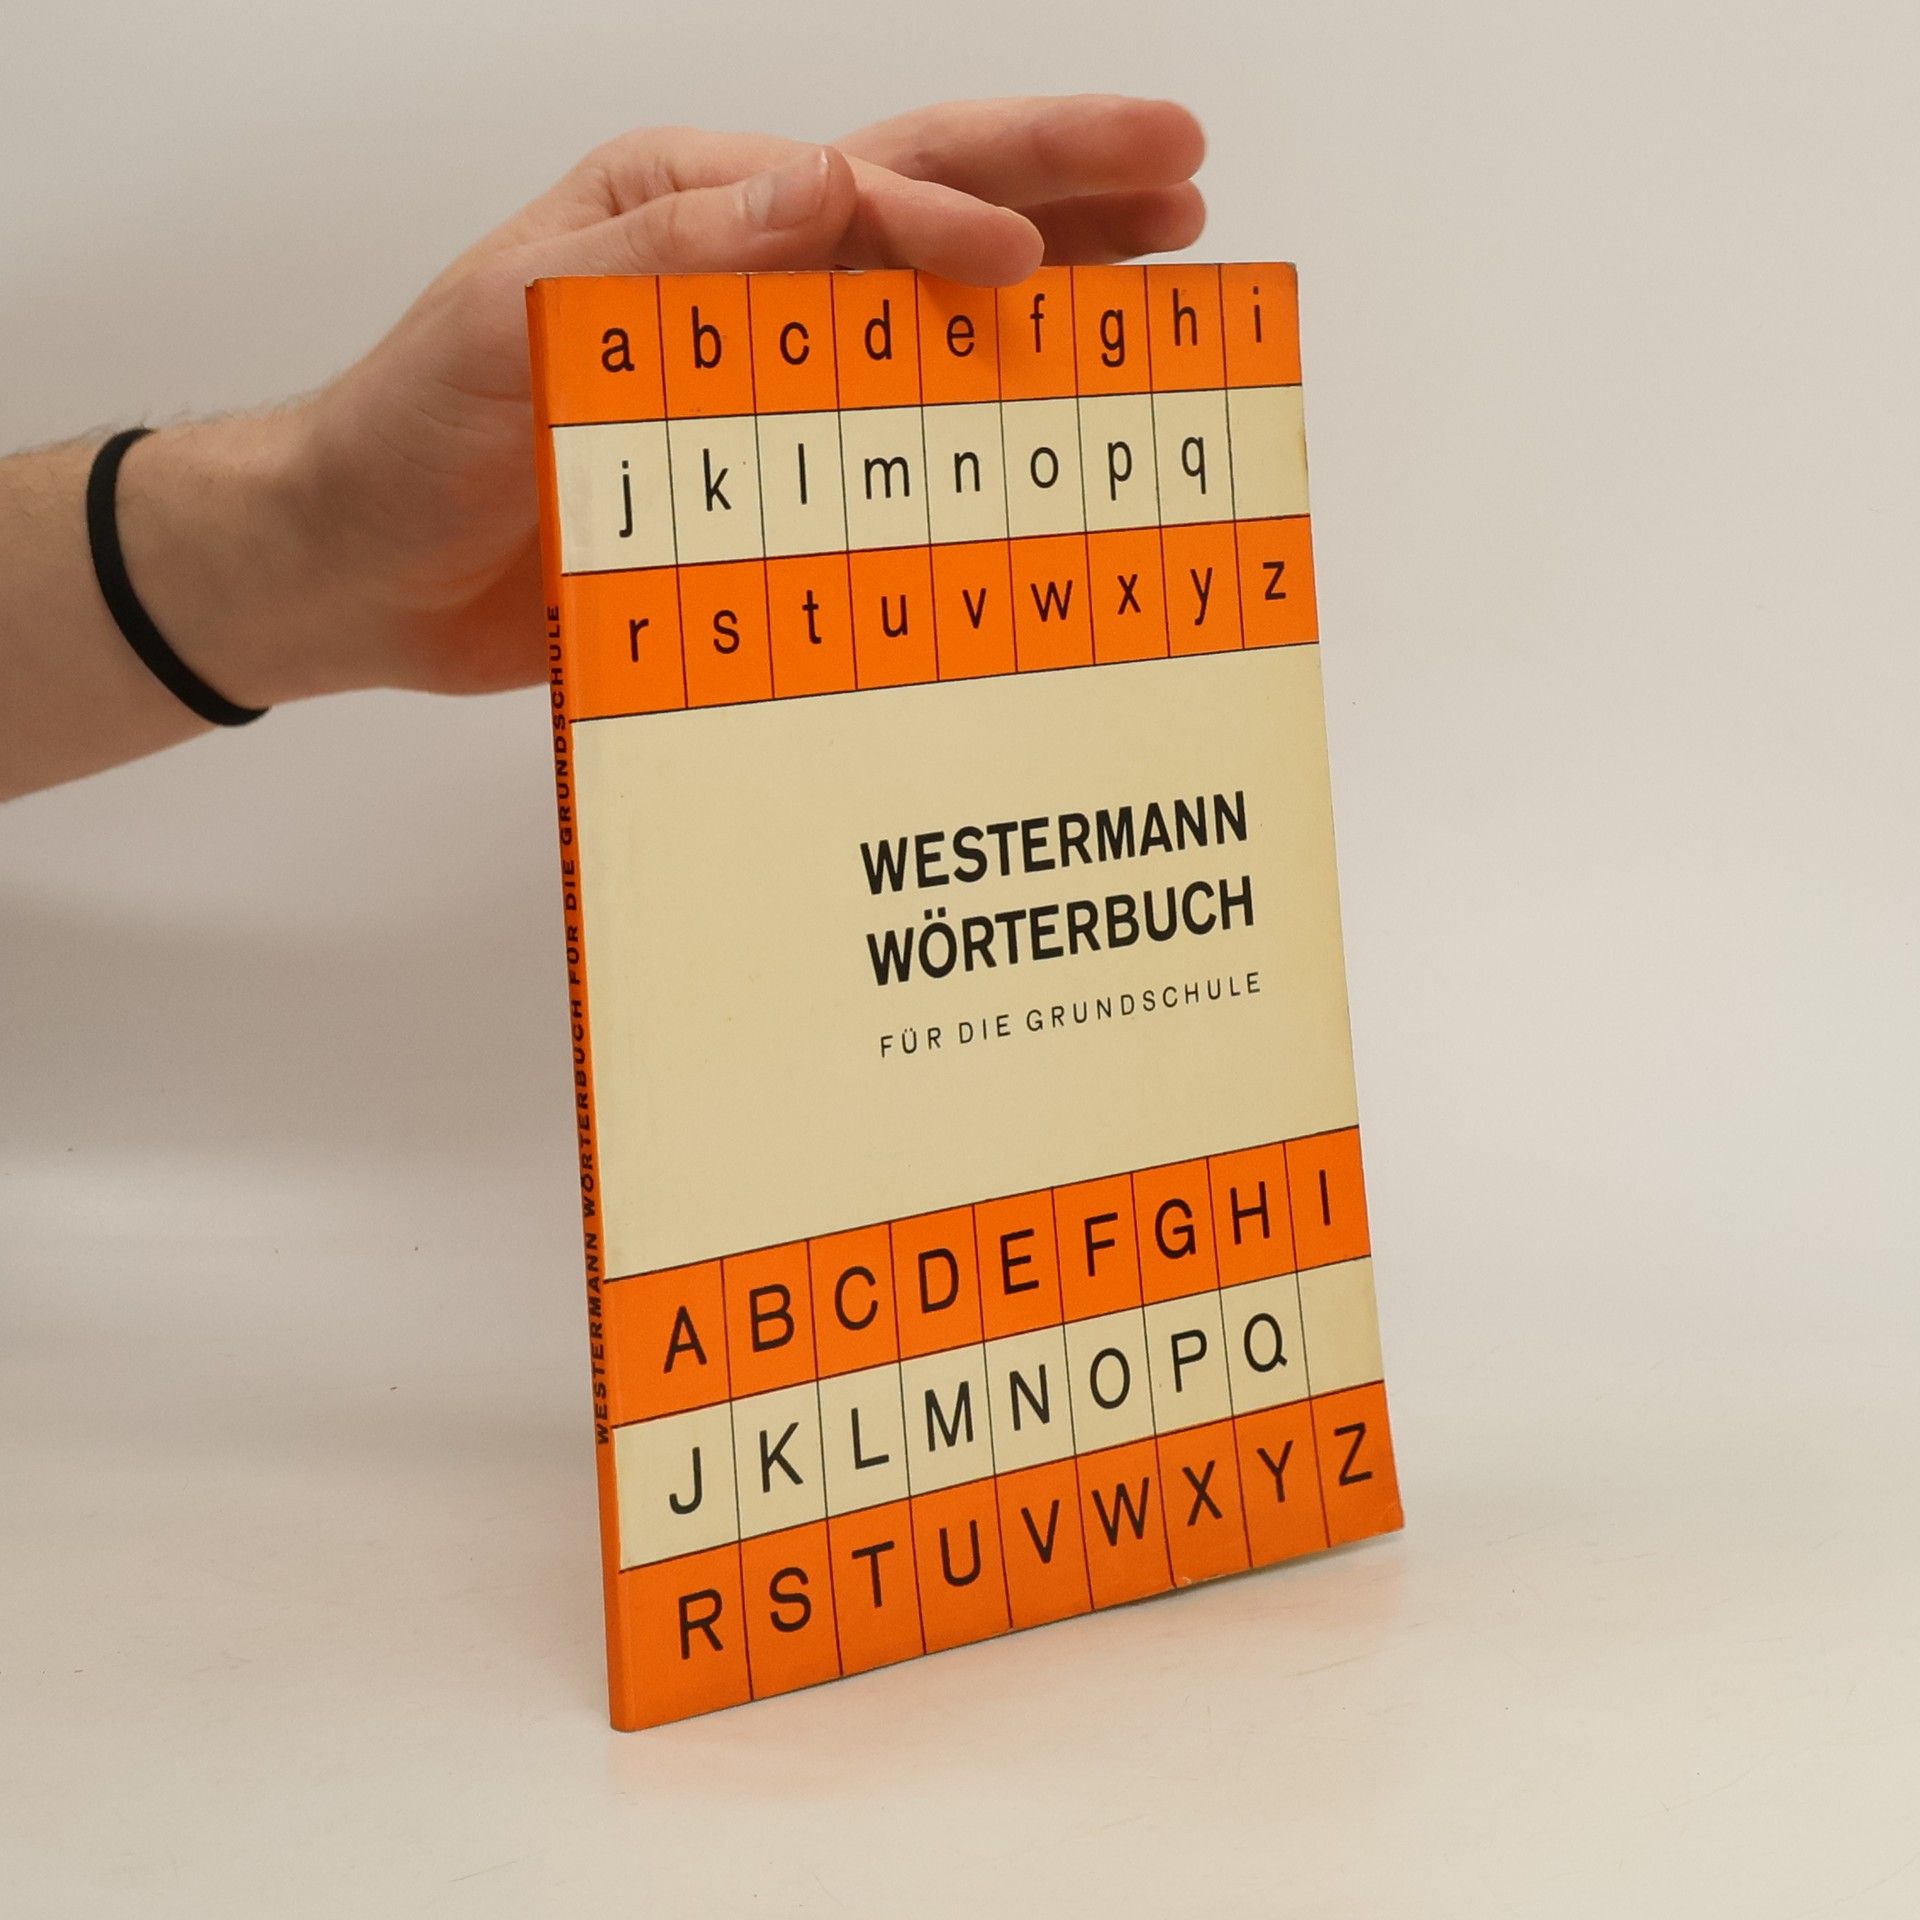 a b c d e f g h i
j k l m n o p q
r s t u v w x y z
WESTERMANN
WÖRTERBUCH
FÜR DIE GRUNDSCHULE
A B C D E F G H I
J K L M N O P Q
R S T U V W X Y Z
WESTERMANN WÖRTERBUCH FÜR DIE GRUNDSCHULE